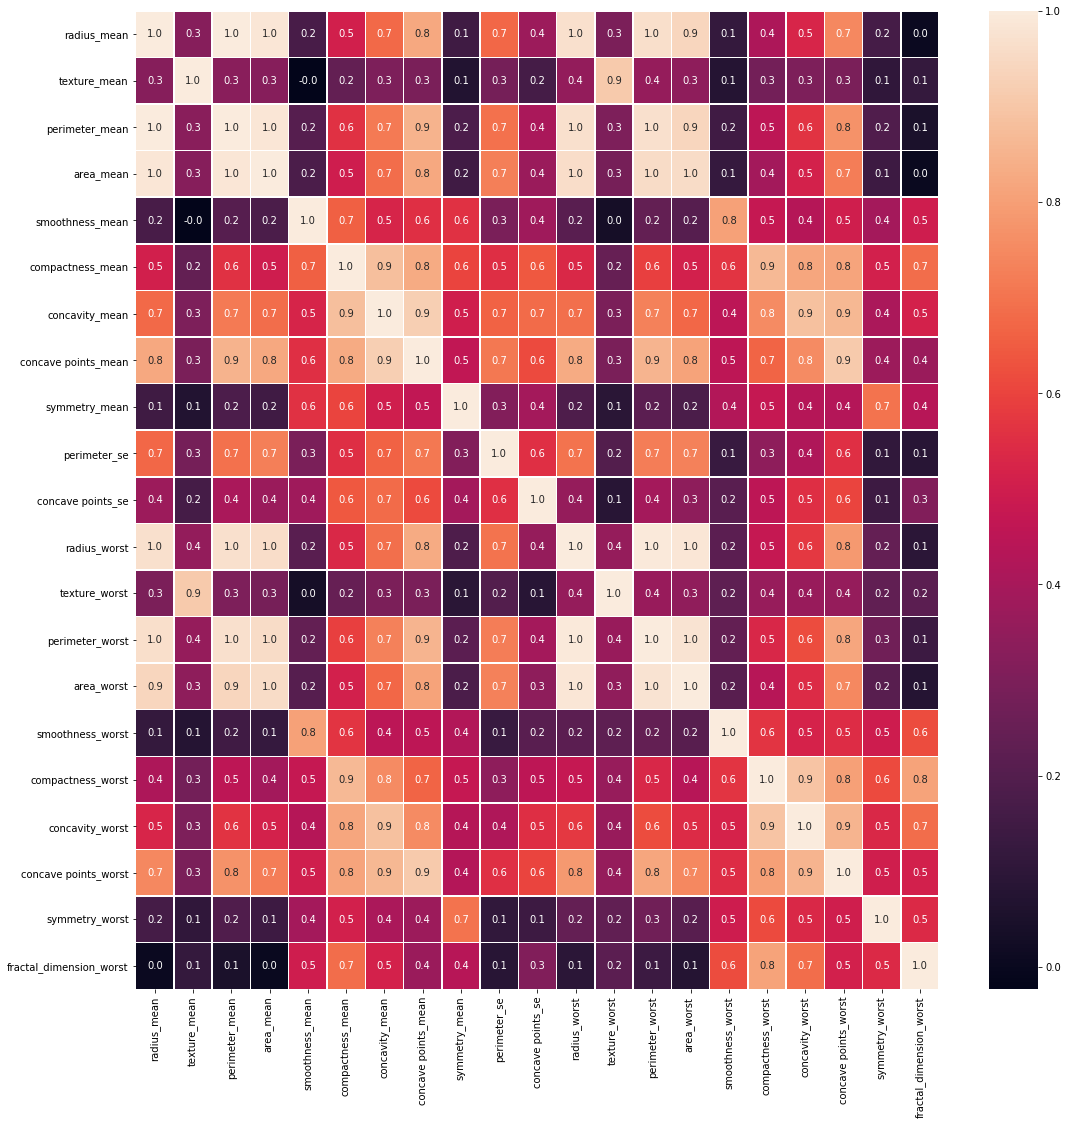 radius_mean 1.0 0.3 1.0 1.0 0.2 0.5 0.7 0.8 0.1 0.7 0.4 1.0 0.3 1.0 0.9 0.1 0.4 0.5 0.7 0.2 0.0
texture_mean 0.3 1.0 0.3 0.3 -0.0 0.2 0.3 0.3 0.1 0.3 0.2 0.4 0.9 0.4 0.3 0.1 0.3 0.3 0.3 0.1 0.1
perimeter_mean 1.0 0.3 1.0 1.0 0.2 0.6 0.7 0.9 0.2 0.7 0.4 1.0 0.3 1.0 0.9 0.2 0.5 0.6 0.8 0.2 0.1
area_mean 1.0 0.3 1.0 1.0 0.2 0.5 0.7 0.8 0.2 0.7 0.4 1.0 0.3 1.0 1.0 0.1 0.4 0.5 0.7 0.1 0.0
smoothness_mean 0.2 -0.0 0.2 0.2 1.0 0.7 0.5 0.6 0.6 0.3 0.4 0.2 0.0 0.2 0.2 0.8 0.5 0.4 0.5 0.4 0.5
compactness_mean 0.5 0.2 0.6 0.5 0.7 1.0 0.9 0.8 0.6 0.5 0.6 0.5 0.2 0.6 0.5 0.6 0.9 0.8 0.8 0.5 0.7
concavity_mean 0.7 0.3 0.7 0.7 0.5 0.9 1.0 0.9 0.5 0.7 0.7 0.7 0.3 0.7 0.7 0.4 0.8 0.9 0.9 0.4 0.5
concave points_mean 0.8 0.3 0.9 0.8 0.6 0.8 0.9 1.0 0.5 0.7 0.6 0.8 0.3 0.9 0.8 0.5 0.7 0.8 0.9 0.4 0.4
symmetry_mean 0.1 0.1 0.2 0.2 0.6 0.6 0.5 0.5 1.0 0.3 0.4 0.2 0.1 0.2 0.2 0.4 0.5 0.4 0.4 0.7 0.4
perimeter_se 0.7 0.3 0.7 0.7 0.3 0.5 0.7 0.7 0.3 1.0 0.6 0.7 0.2 0.7 0.7 0.1 0.3 0.4 0.6 0.1 0.1
concave points_se 0.4 0.2 0.4 0.4 0.4 0.6 0.7 0.6 0.4 0.6 1.0 0.4 0.1 0.4 0.3 0.2 0.5 0.5 0.6 0.1 0.3
radius_worst 1.0 0.4 1.0 1.0 0.2 0.5 0.7 0.8 0.2 0.7 0.4 1.0 0.4 1.0 1.0 0.2 0.5 0.6 0.8 0.2 0.1
texture_worst 0.3 0.9 0.3 0.3 0.0 0.2 0.3 0.3 0.1 0.2 0.1 0.4 1.0 0.4 0.3 0.2 0.4 0.4 0.4 0.2 0.2
perimeter_worst 1.0 0.4 1.0 1.0 0.2 0.6 0.7 0.9 0.2 0.7 0.4 1.0 0.4 1.0 1.0 0.2 0.5 0.6 0.8 0.3 0.1
area_worst 0.9 0.3 0.9 1.0 0.2 0.5 0.7 0.8 0.2 0.7 0.3 1.0 0.3 1.0 1.0 0.2 0.4 0.5 0.7 0.2 0.1
smoothness_worst 0.1 0.1 0.2 0.1 0.8 0.6 0.4 0.5 0.4 0.1 0.2 0.2 0.2 0.2 0.2 1.0 0.6 0.5 0.5 0.5 0.6
compactness_worst 0.4 0.3 0.5 0.4 0.5 0.9 0.8 0.7 0.5 0.3 0.5 0.5 0.4 0.5 0.4 0.6 1.0 0.9 0.8 0.6 0.8
concavity_worst 0.5 0.3 0.6 0.5 0.4 0.8 0.9 0.8 0.4 0.4 0.5 0.6 0.4 0.6 0.5 0.5 0.9 1.0 0.9 0.5 0.7
concave points_worst 0.7 0.3 0.8 0.7 0.5 0.8 0.9 0.9 0.4 0.6 0.6 0.8 0.4 0.8 0.7 0.5 0.8 0.9 1.0 0.5 0.5
symmetry_worst 0.2 0.1 0.2 0.1 0.4 0.5 0.4 0.4 0.7 0.1 0.1 0.2 0.2 0.3 0.2 0.5 0.6 0.5 0.5 1.0 0.5
fractal_dimension_worst 0.0 0.1 0.1 0.0 0.5 0.7 0.5 0.4 0.4 0.1 0.3 0.1 0.2 0.1 0.1 0.6 0.8 0.7 0.5 0.5 1.0
radius_mean
texture_mean
perimeter_mean
area_mean
smoothness_mean
compactness_mean
concavity_mean
concave points_mean
symmetry_mean
perimeter_se
concave points_se
radius_worst
texture_worst
perimeter_worst
area_worst
smoothness_worst
compactness_worst
concavity_worst
concave points_worst
symmetry_worst
fractal_dimension_worst
1.0
0.8
0.6
0.4
0.2
0.0